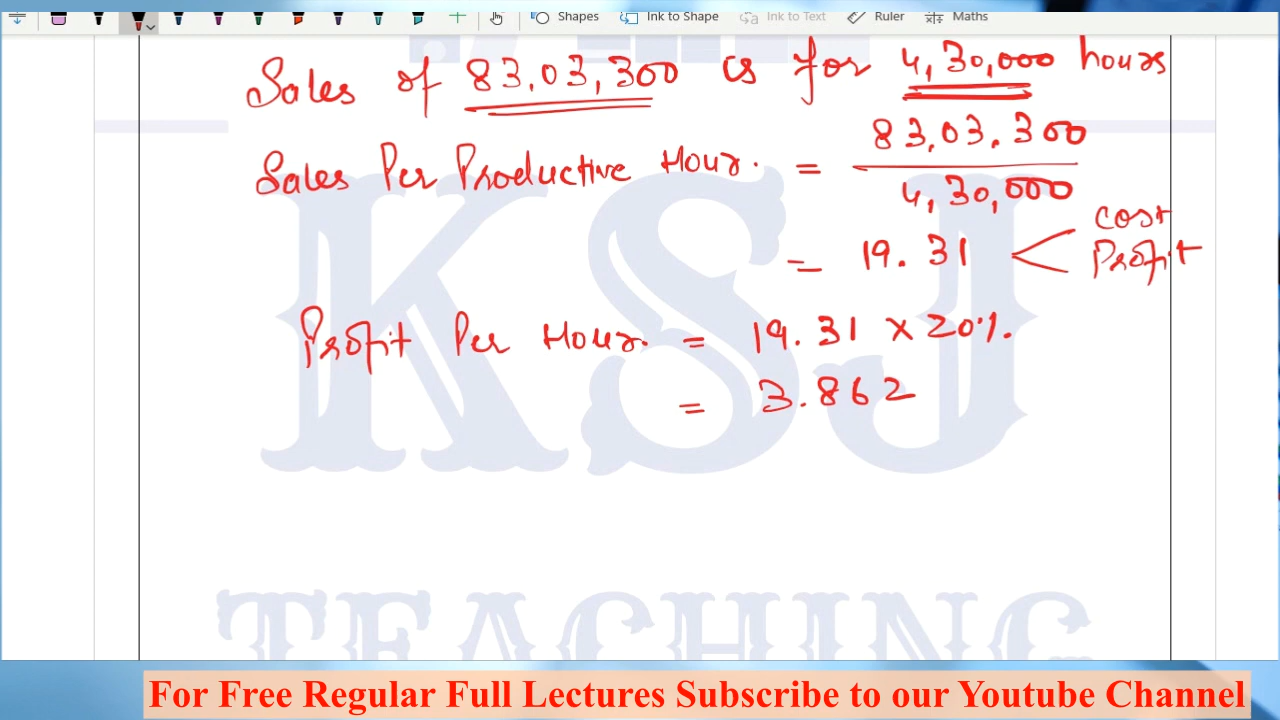 Shapes Ink to Shape Ink to Text Ruler Maths
Sales of 83,03,300 is for 4,30,000 hours
Sales Per Productive Hour. = 83,03,300
4,30,000
= 19.31 < Cost
Profit
Profit Per Hour. = 19.31 x 20%.
= 3.862
KSJ
TEACHING
For Free Regular Full Lectures Subscribe to our Youtube Channel